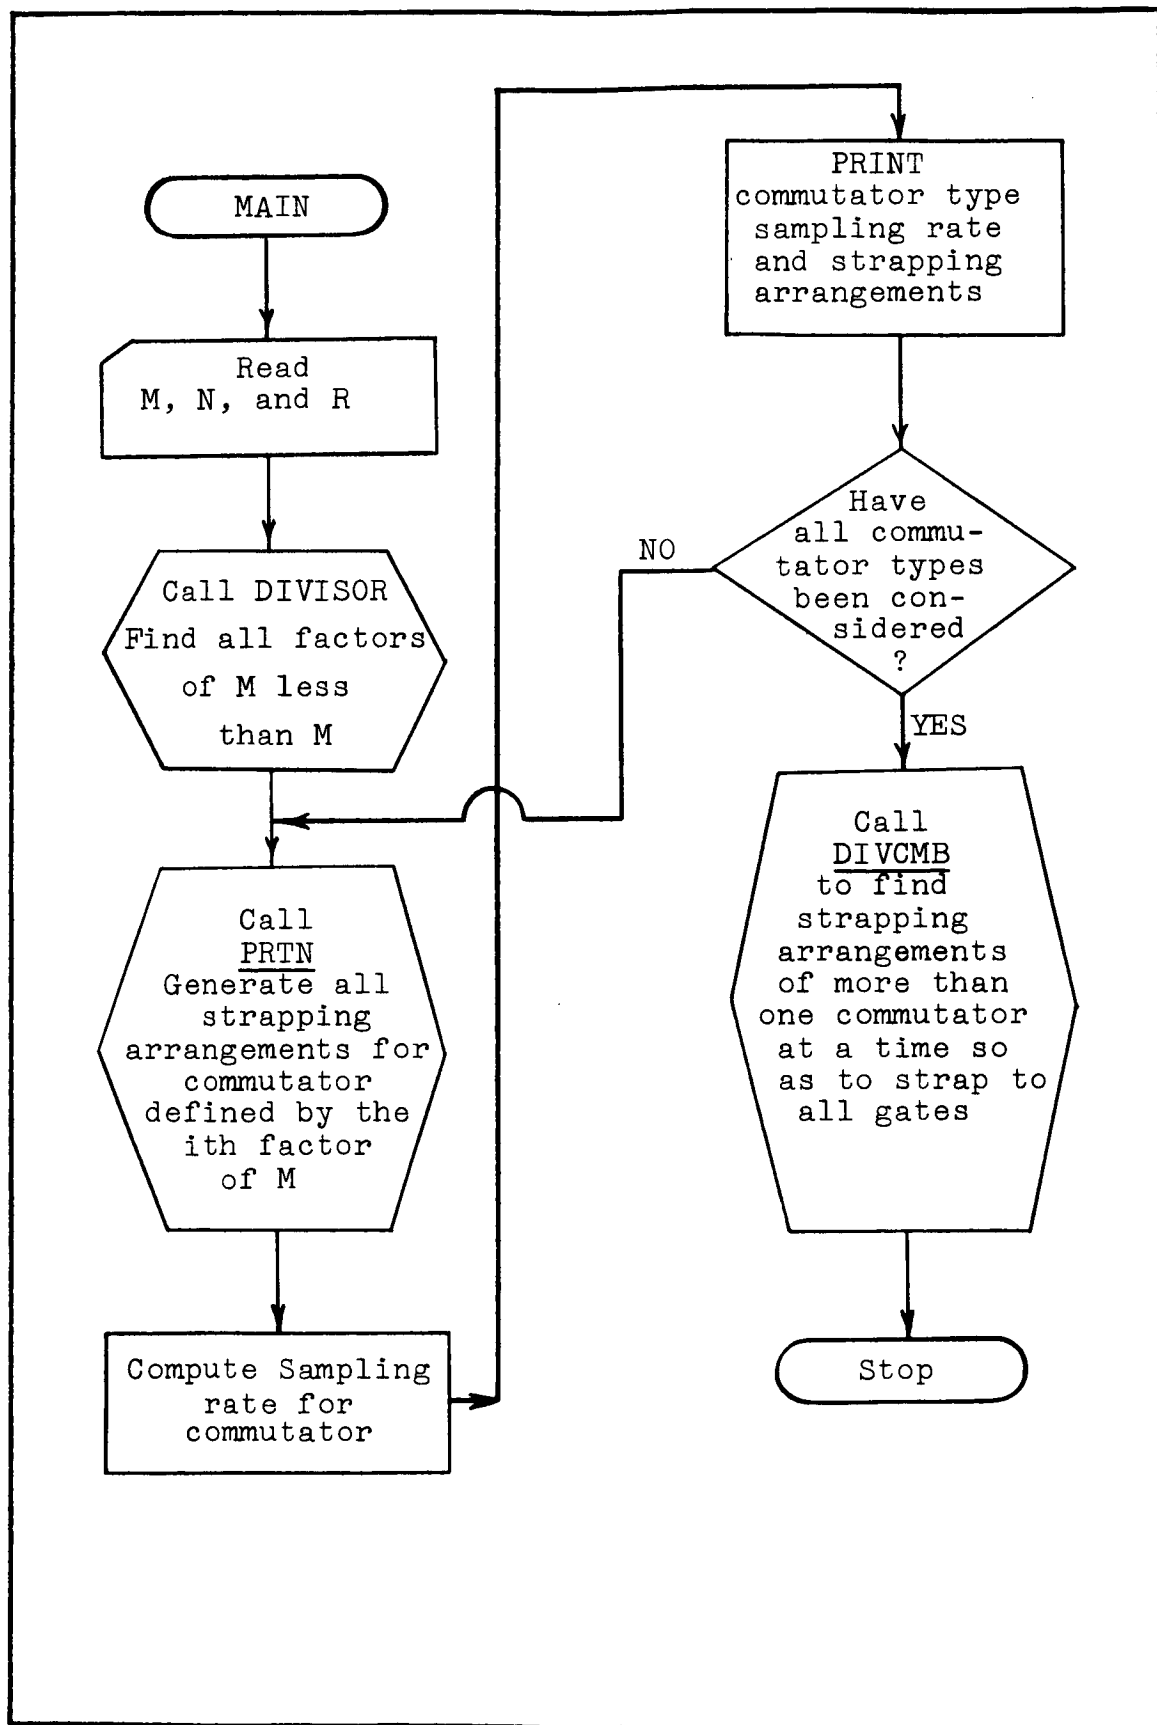 MAIN
Read
M, N, and R
Call DIVISOR
Find all factors
of M less
than M
Call
PRTN
Generate all
strapping
arrangements for
commutator
defined by the
ith factor
of M
Compute Sampling
rate for
commutator
PRINT
commutator type
sampling rate
and strapping
arrangements
Have
all commu-
tator types
been con-
sidered
?
NO
YES
Call
DIVCMB
to find
strapping
arrangements
of more than
one commutator
at a time so
as to strap to
all gates
Stop